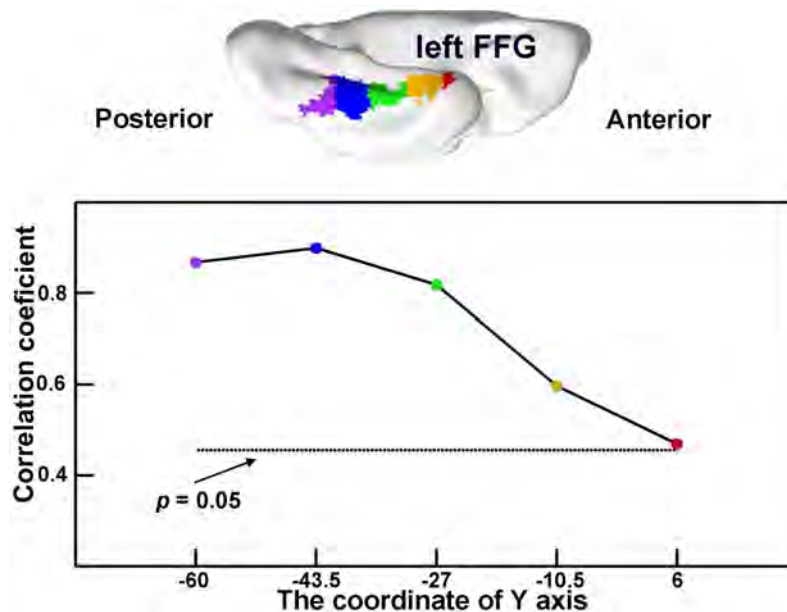 left FFG
Posterior
Anterior
Correlation coeficient
0.8
0.6
0.4
p = 0.05
-60 -43.5 -27 -10.5 6
The coordinate of Y axis